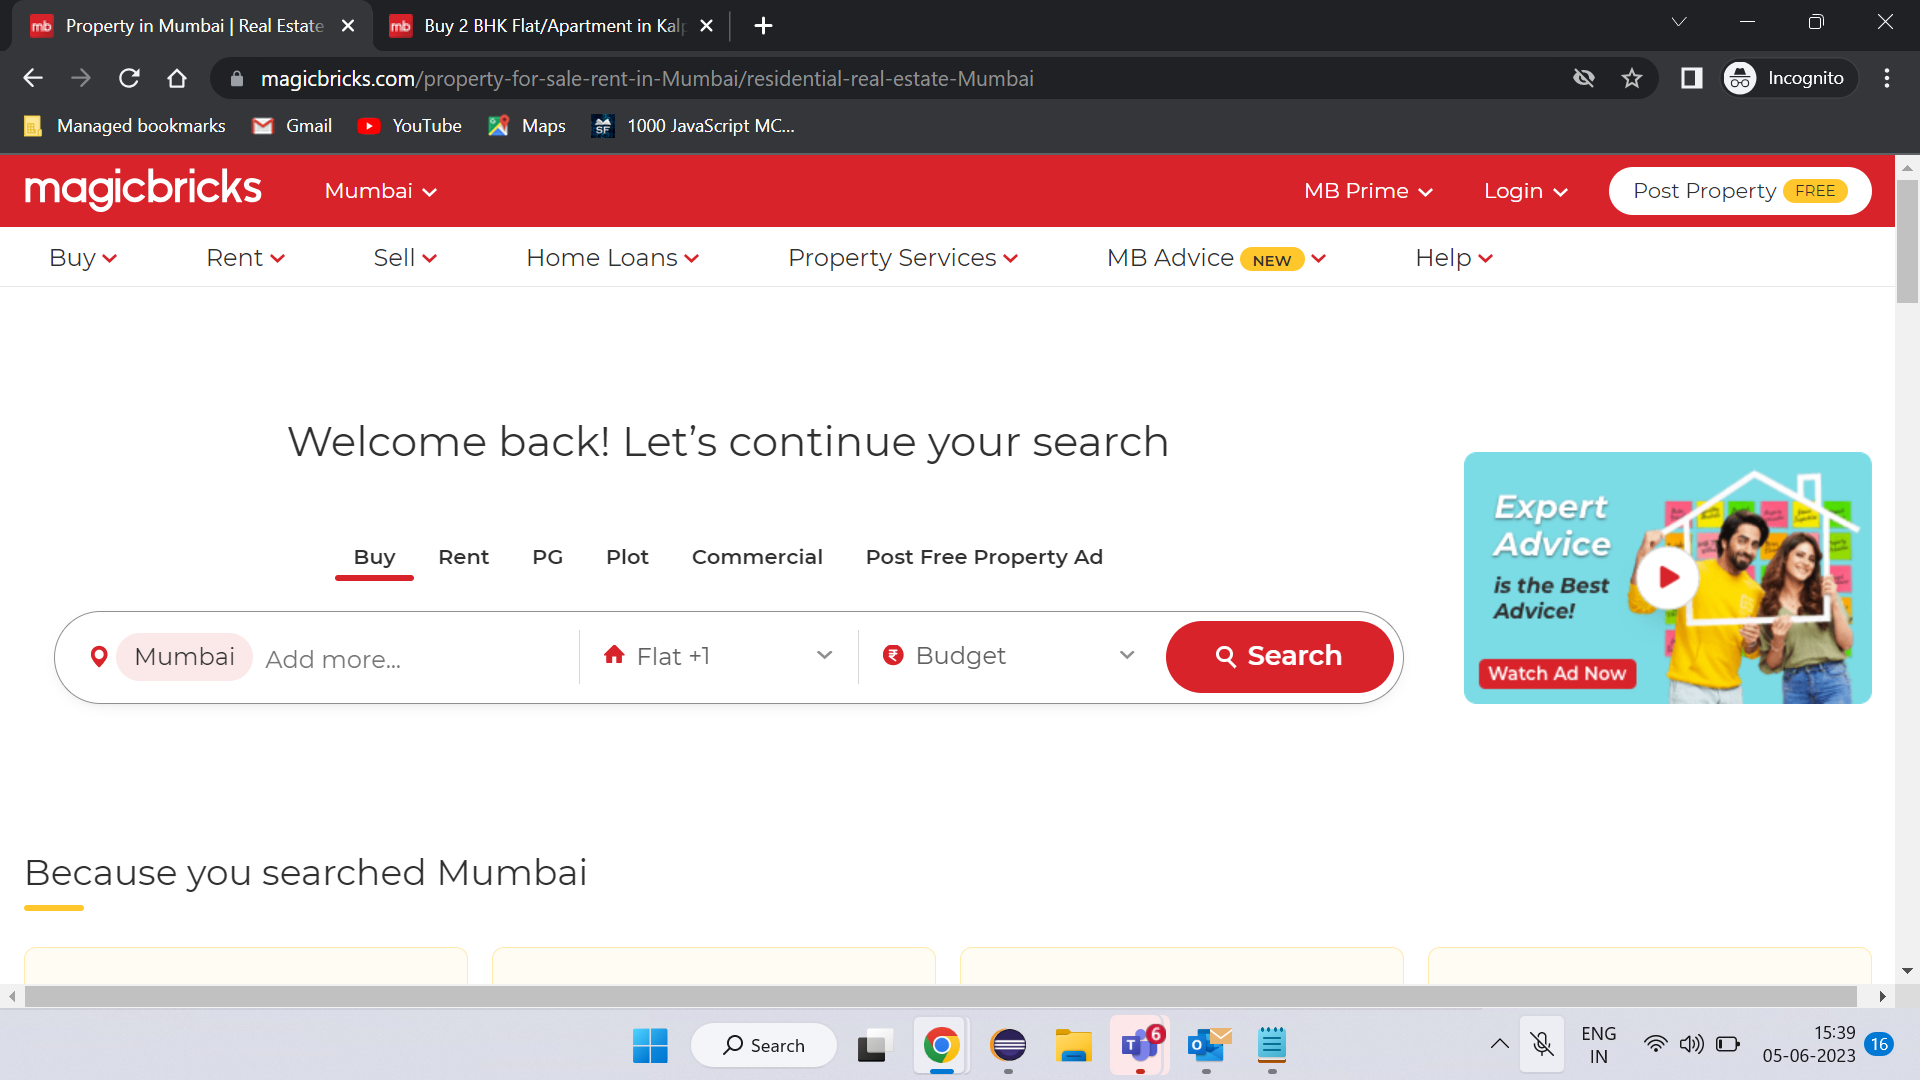 mb Property in Mumbai | Real Estate
mb Buy 2 BHK Flat/Apartment in Kalp
magicbricks.com/property-for-sale-rent-in-Mumbai/residential-real-estate-Mumbai
Incognito
Managed bookmarks
Gmail
YouTube
Maps
SF
1000 JavaScript MC...
magicbricks
Mumbai
MB Prime
Login
Post Property FREE
Buy
Rent
Sell
Home Loans
Property Services
MB Advice NEW
Help
Welcome back! Let's continue your search
Buy
Rent
PG
Plot
Commercial
Post Free Property Ad
Mumbai
Add more...
Flat +1
Budget
Search
Expert
Advice
is the Best
Advice!
Watch Ad Now
Because you searched Mumbai
Search
T
6
O
ENG
IN
15:39
05-06-2023
16